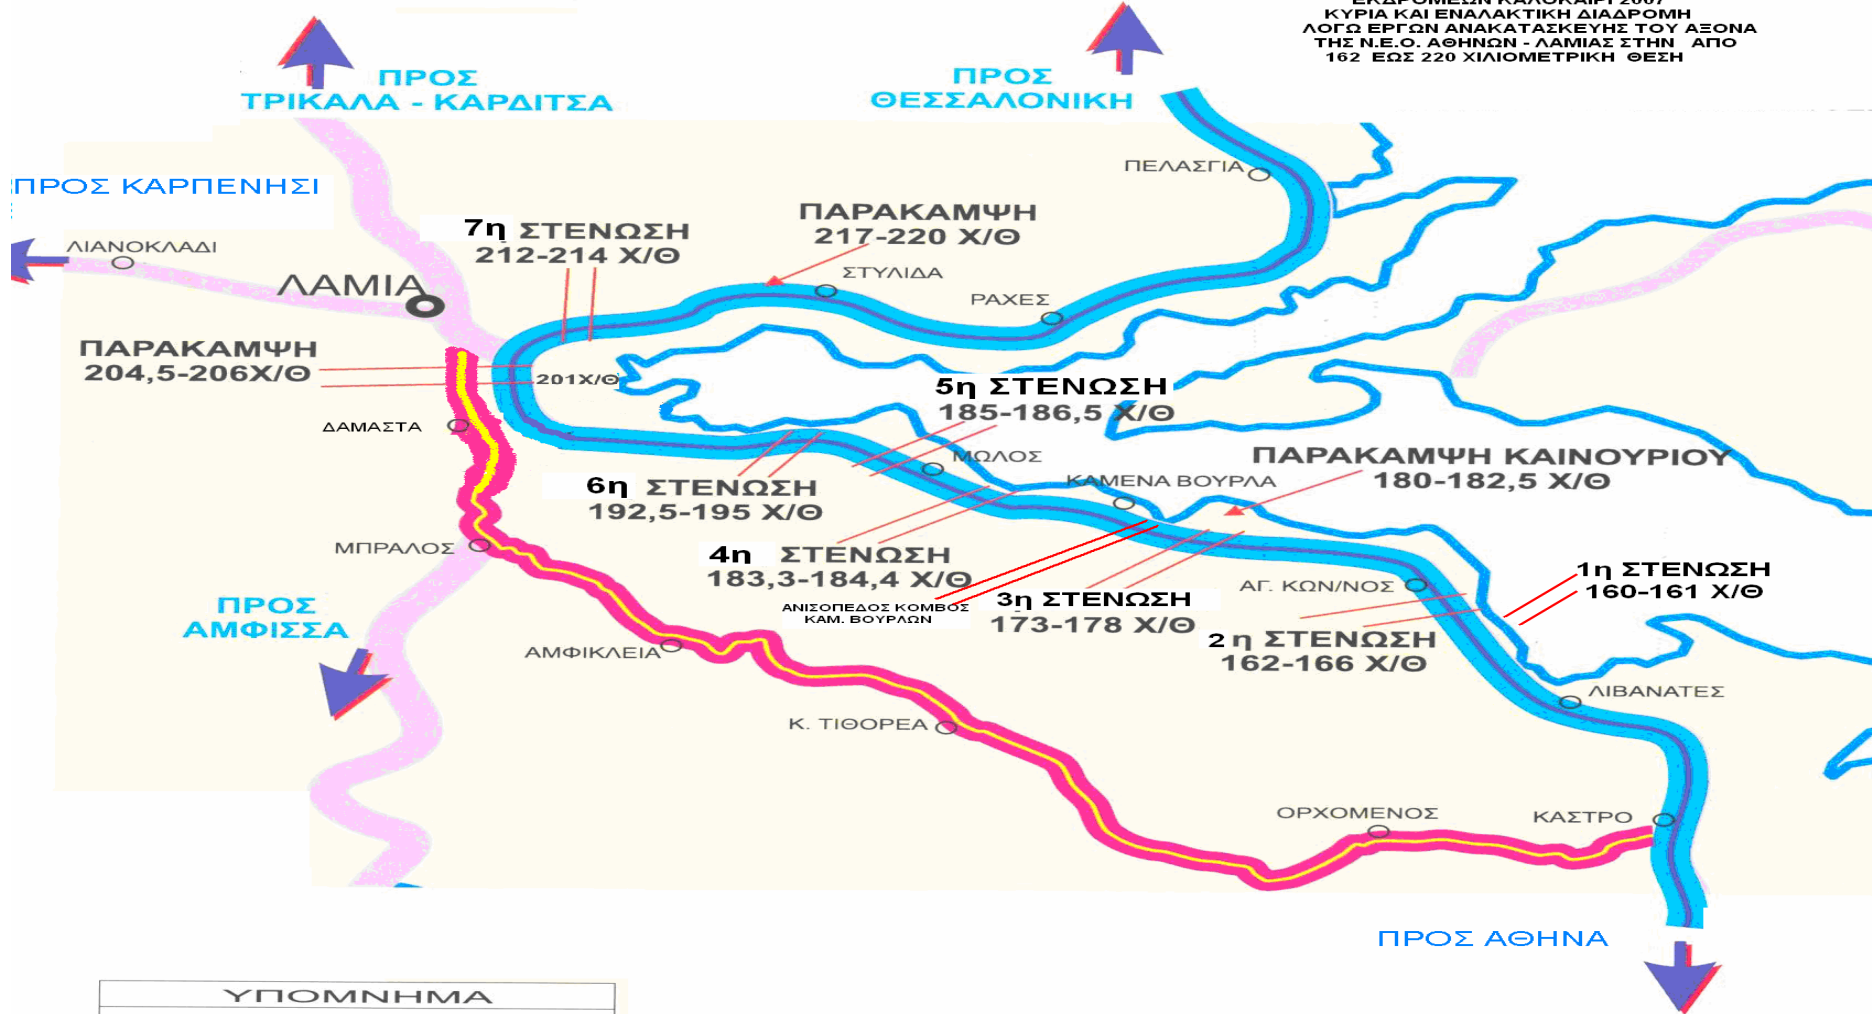 ΕΚΔΡΟΜΕΩΝ ΚΑΛΟΚΑΙΡΙ 2007
ΚΥΡΙΑ ΚΑΙ ΕΝΑΛΑΚΤΙΚΗ ΔΙΑΔΡΟΜΗ
ΛΟΓΩ ΕΡΓΩΝ ΑΝΑΚΑΤΑΣΚΕΥΗΣ ΤΟΥ ΑΞΟΝΑ
ΤΗΣ Ν.Ε.Ο. ΑΘΗΝΩΝ - ΛΑΜΙΑΣ ΣΤΗΝ ΑΠΟ
162 ΕΩΣ 220 ΧΙΛΙΟΜΕΤΡΙΚΗ ΘΕΣΗ
ΠΡΟΣ
ΤΡΙΚΑΛΑ - ΚΑΡΔΙΤΣΑ
ΠΡΟΣ
ΘΕΣΣΑΛΟΝΙΚΗ
ΠΕΛΑΣΓΙΑ
ΠΡΟΣ ΚΑΡΠΕΝΗΣΙ
7η ΣΤΕΝΩΣΗ
212-214 Χ/Θ
ΠΑΡΑΚΑΜΨΗ
217-220 Χ/Θ
ΛΙΑΝΟΚΛΑΔΙ
ΣΤΥΛΙΔΑ
ΛΑΜΙΑ
ΡΑΧΕΣ
ΠΑΡΑΚΑΜΨΗ
204,5-206Χ/Θ
201Χ/Θ
5η ΣΤΕΝΩΣΗ
185-186,5 Χ/Θ
ΔΑΜΑΣΤΑ
ΜΩΛΟΣ
ΠΑΡΑΚΑΜΨΗ ΚΑΙΝΟΥΡΙΟΥ
180-182,5 Χ/Θ
ΚΑΜΕΝΑ ΒΟΥΡΛΑ
6η ΣΤΕΝΩΣΗ
192,5-195 Χ/Θ
ΜΠΡΑΛΟΣ
4η ΣΤΕΝΩΣΗ
183,3-184,4 Χ/Θ
1η ΣΤΕΝΩΣΗ
160-161 Χ/Θ
ΑΓ. ΚΩΝ/ΝΟΣ
ΑΝΙΣΟΠΕΔΟΣ ΚΟΜΒΟΣ
ΚΑΜ. ΒΟΥΡΛΩΝ
3η ΣΤΕΝΩΣΗ
173-178 Χ/Θ
ΠΡΟΣ
ΑΜΦΙΣΣΑ
2η ΣΤΕΝΩΣΗ
162-166 Χ/Θ
ΑΜΦΙΚΛΕΙΑ
ΛΙΒΑΝΑΤΕΣ
Κ. ΤΙΘΟΡΕΑ
ΟΡΧΟΜΕΝΟΣ
ΚΑΣΤΡΟ
ΠΡΟΣ ΑΘΗΝΑ
ΥΠΟΜΝΗΜΑ